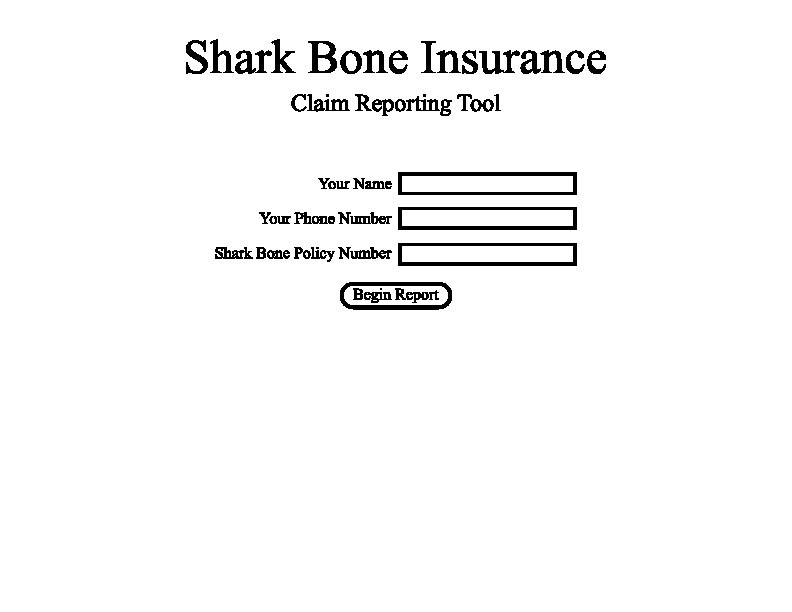 Shark Bone Insurance
Claim Reporting Tool
Your Name
Your Phone Number
Shark Bone Policy Number
Begin Report